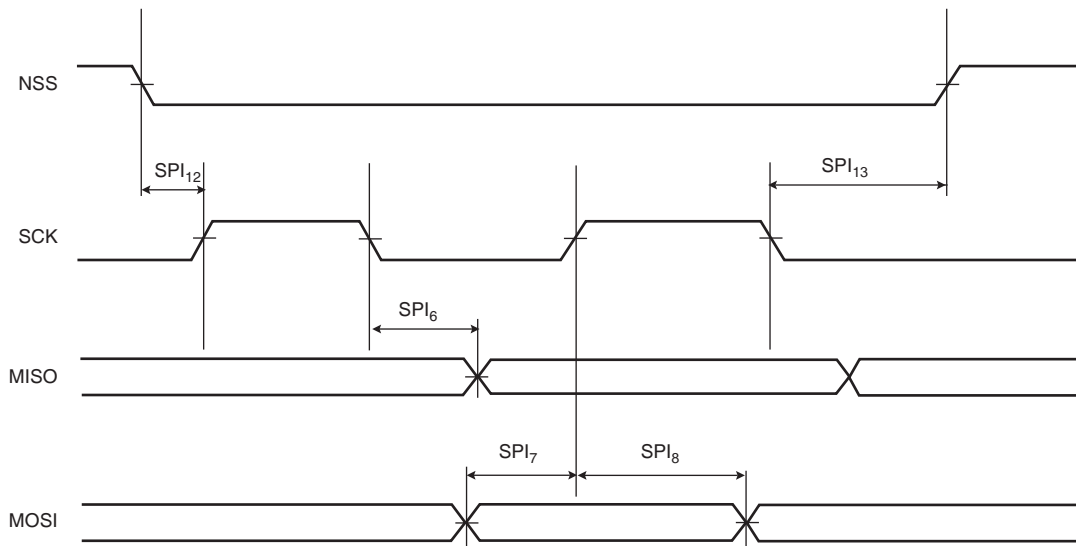 NSS
SPI₁₂
SPI₁₃
SCK
SPI₆
MISO
SPI₇
SPI₈
MOSI